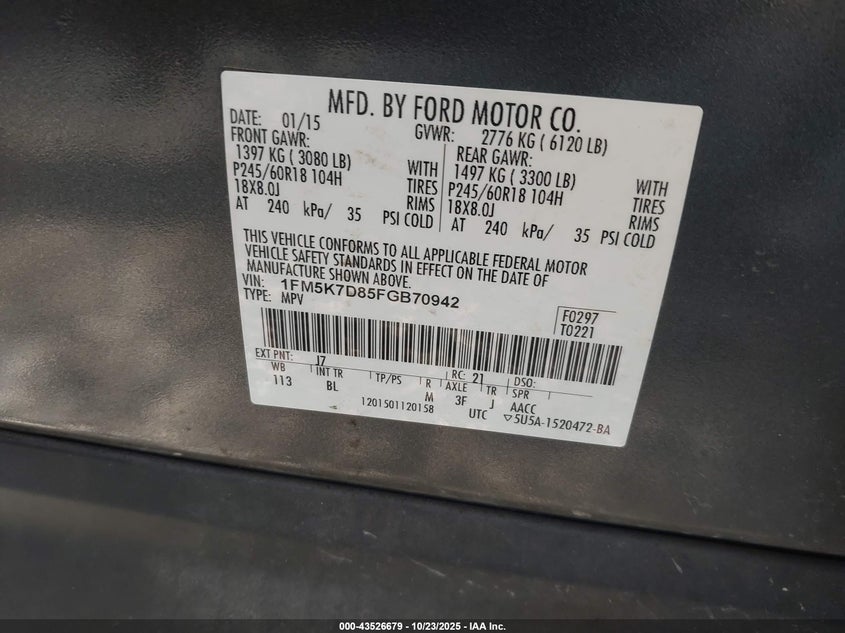 MFD. BY FORD MOTOR CO.
DATE: 01/15 GVWR: 2776 KG ( 6120 LB)
FRONT GAWR: REAR GAWR:
1397 KG ( 3080 LB) WITH 1497 KG ( 3300 LB) WITH
P245/60R18 104H TIRES P245/60R18 104H TIRES
18X8.0J RIMS 18X8.0J RIMS
AT 240 kPa/ 35 PSI COLD AT 240 kPa/ 35 PSI COLD
THIS VEHICLE CONFORMS TO ALL APPLICABLE FEDERAL MOTOR
VEHICLE SAFETY STANDARDS IN EFFECT ON THE DATE OF
MANUFACTURE SHOWN ABOVE.
VIN: 1FM5K7D85FGB70942
TYPE: MPV
F0297
T0221
EXT PNT: J7 RC: 21 DSO:
WB INT TR TP/PS R AXLE TR SPR
113 BL M 3F J AACC
1201501120158 UTC ▽5U5A-1520472-BA
000-43526679 - 10/23/2025 - IAA Inc.